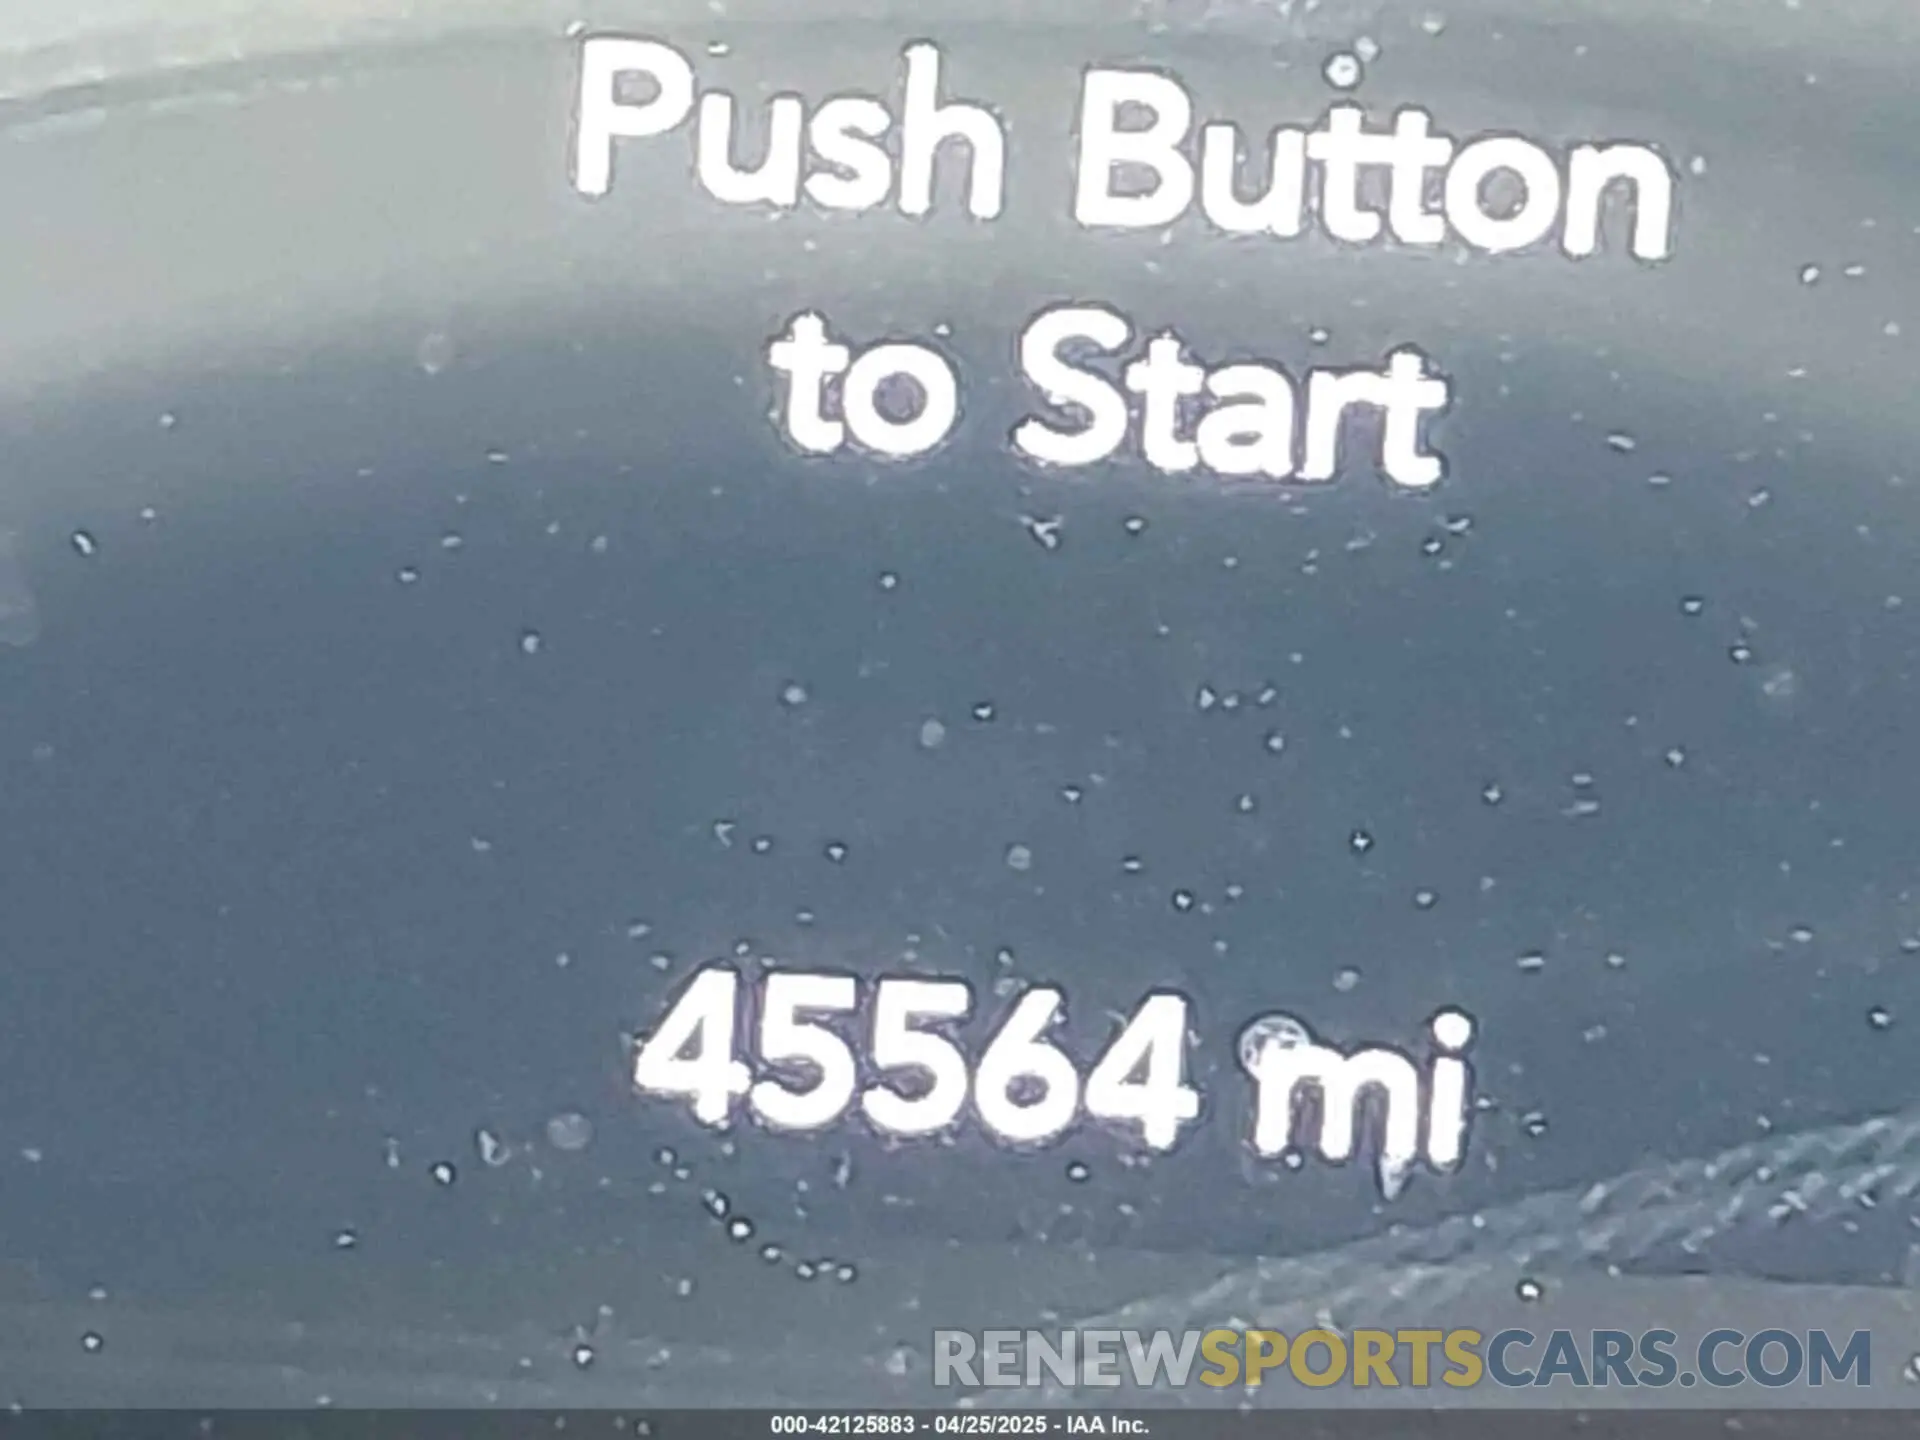 Push Button
to Start
45564 mi
RENEWSPORTSCARS.COM
000-42125883 - 04/25/2025 - IAA Inc.